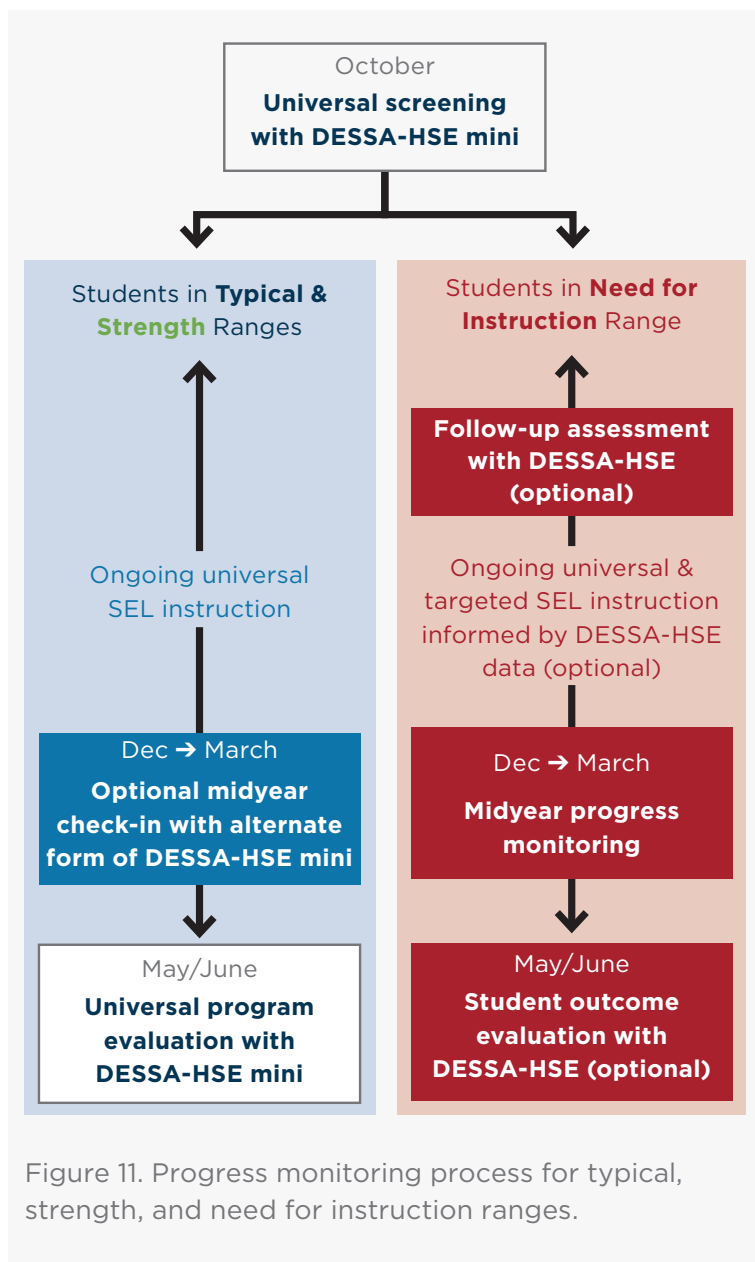 October
Universal screening
with DESSA-HSE mini
Students in Typical &
Strength Ranges
Ongoing universal
SEL instruction
Dec → March
Optional midyear
check-in with alternate
form of DESSA-HSE mini
May/June
Universal program
evaluation with
DESSA-HSE mini
Students in Need for
Instruction Range
Follow-up assessment
with DESSA-HSE
(optional)
Ongoing universal &
targeted SEL instruction
informed by DESSA-HSE
data (optional)
Dec → March
Midyear progress
monitoring
May/June
Student outcome
evaluation with
DESSA-HSE (optional)
Figure 11. Progress monitoring process for typical,
strength, and need for instruction ranges.